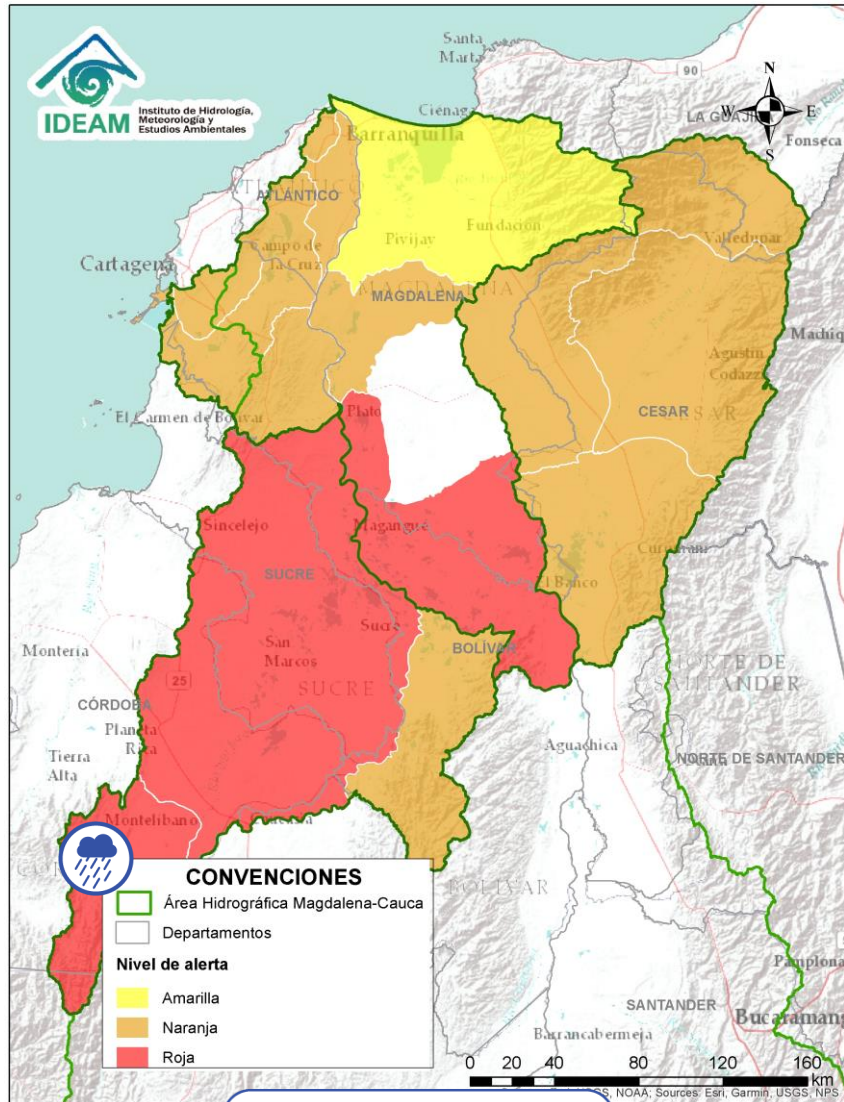 IDEAM
Instituto de Hidrología,
Meteorología y
Estudios Ambientales
Santa
Marta
90
N
W E
S
LA GUAJIRA
Fonseca
Ciénaga
Barranquilla
ATLÁNTICO
Pivijay
Fundación
Valledupar
Campo de
la Cruz
Cartagena
MAGDALENA
Agustín
Codazzi
El Carmen de Bolívar
Plato
CESAR
Sincelejo
Magangué
SUCRE
El Banco
Sucre
Montería
San
Marcos
BOLÍVAR
SUCRE
25
CÓRDOBA
Planeta
Rica
Tierra
Alta
Aguachica
NORTE DE
SANTANDER
NORTE DE SANTANDER
Montelibano
BOLÍVAR
CONVENCIONES
Área Hidrográfica Magdalena-Cauca
Departamentos
Nivel de alerta
Amarilla
Naranja
Roja
Pamplona
SANTANDER
Bucaramang
Barrancabermeja
0 20 40 80 120 160
km
NOAA; Sources: Esri, Garmin, USGS, NPS